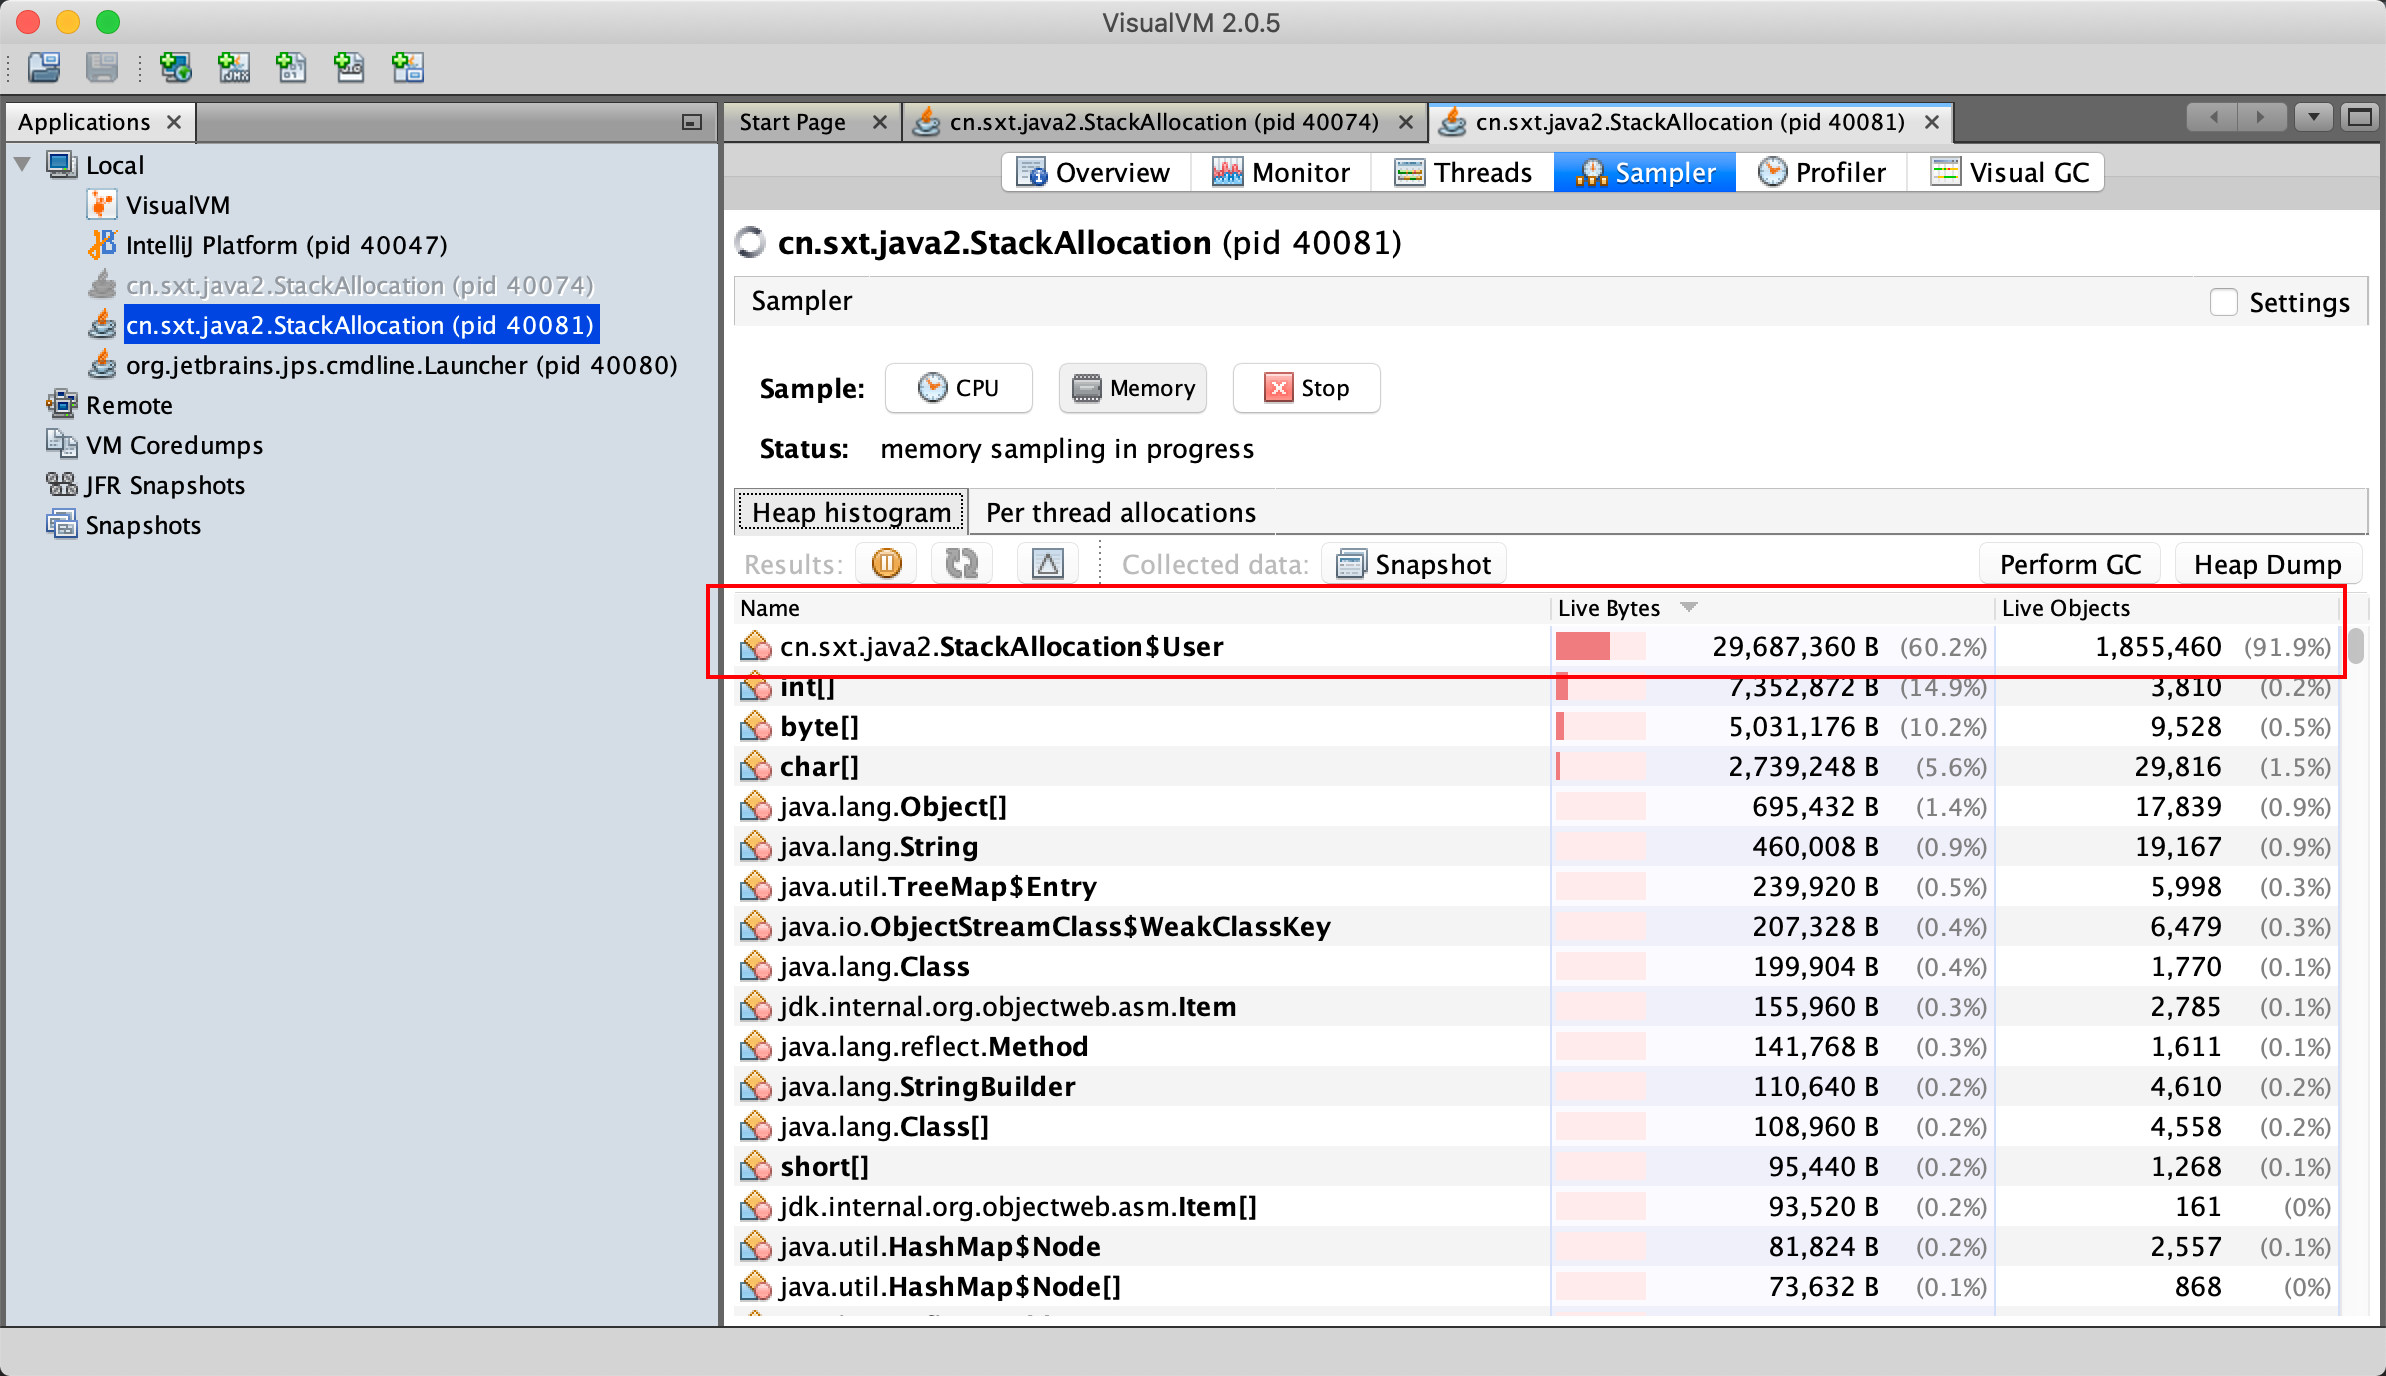 VisualVM 2.0.5
Applications
Start Page
cn.sxt.java2.StackAllocation (pid 40074)
cn.sxt.java2.StackAllocation (pid 40081)
Local
VisualVM
IntelliJ Platform (pid 40047)
cn.sxt.java2.StackAllocation (pid 40074)
cn.sxt.java2.StackAllocation (pid 40081)
org.jetbrains.jps.cmdline.Launcher (pid 40080)
Remote
VM Coredumps
JFR Snapshots
Snapshots
Overview Monitor Threads Sampler Profiler Visual GC
cn.sxt.java2.StackAllocation (pid 40081)
Sampler Settings
Sample: CPU Memory Stop
Status: memory sampling in progress
Heap histogram Per thread allocations
Results: Collected data: Snapshot Perform GC Heap Dump
Name Live Bytes Live Objects
cn.sxt.java2.StackAllocation$User 29,687,360 B (60.2%) 1,855,460 (91.9%)
int[] 7,352,872 B (14.9%) 3,810 (0.2%)
byte[] 5,031,176 B (10.2%) 9,528 (0.5%)
char[] 2,739,248 B (5.6%) 29,816 (1.5%)
java.lang.Object[] 695,432 B (1.4%) 17,839 (0.9%)
java.lang.String 460,008 B (0.9%) 19,167 (0.9%)
java.util.TreeMap$Entry 239,920 B (0.5%) 5,998 (0.3%)
java.io.ObjectStreamClass$WeakClassKey 207,328 B (0.4%) 6,479 (0.3%)
java.lang.Class 199,904 B (0.4%) 1,770 (0.1%)
jdk.internal.org.objectweb.asm.Item 155,960 B (0.3%) 2,785 (0.1%)
java.lang.reflect.Method 141,768 B (0.3%) 1,611 (0.1%)
java.lang.StringBuilder 110,640 B (0.2%) 4,610 (0.2%)
java.lang.Class[] 108,960 B (0.2%) 4,558 (0.2%)
short[] 95,440 B (0.2%) 1,268 (0.1%)
jdk.internal.org.objectweb.asm.Item[] 93,520 B (0.2%) 161 (0%)
java.util.HashMap$Node 81,824 B (0.2%) 2,557 (0.1%)
java.util.HashMap$Node[] 73,632 B (0.1%) 868 (0%)